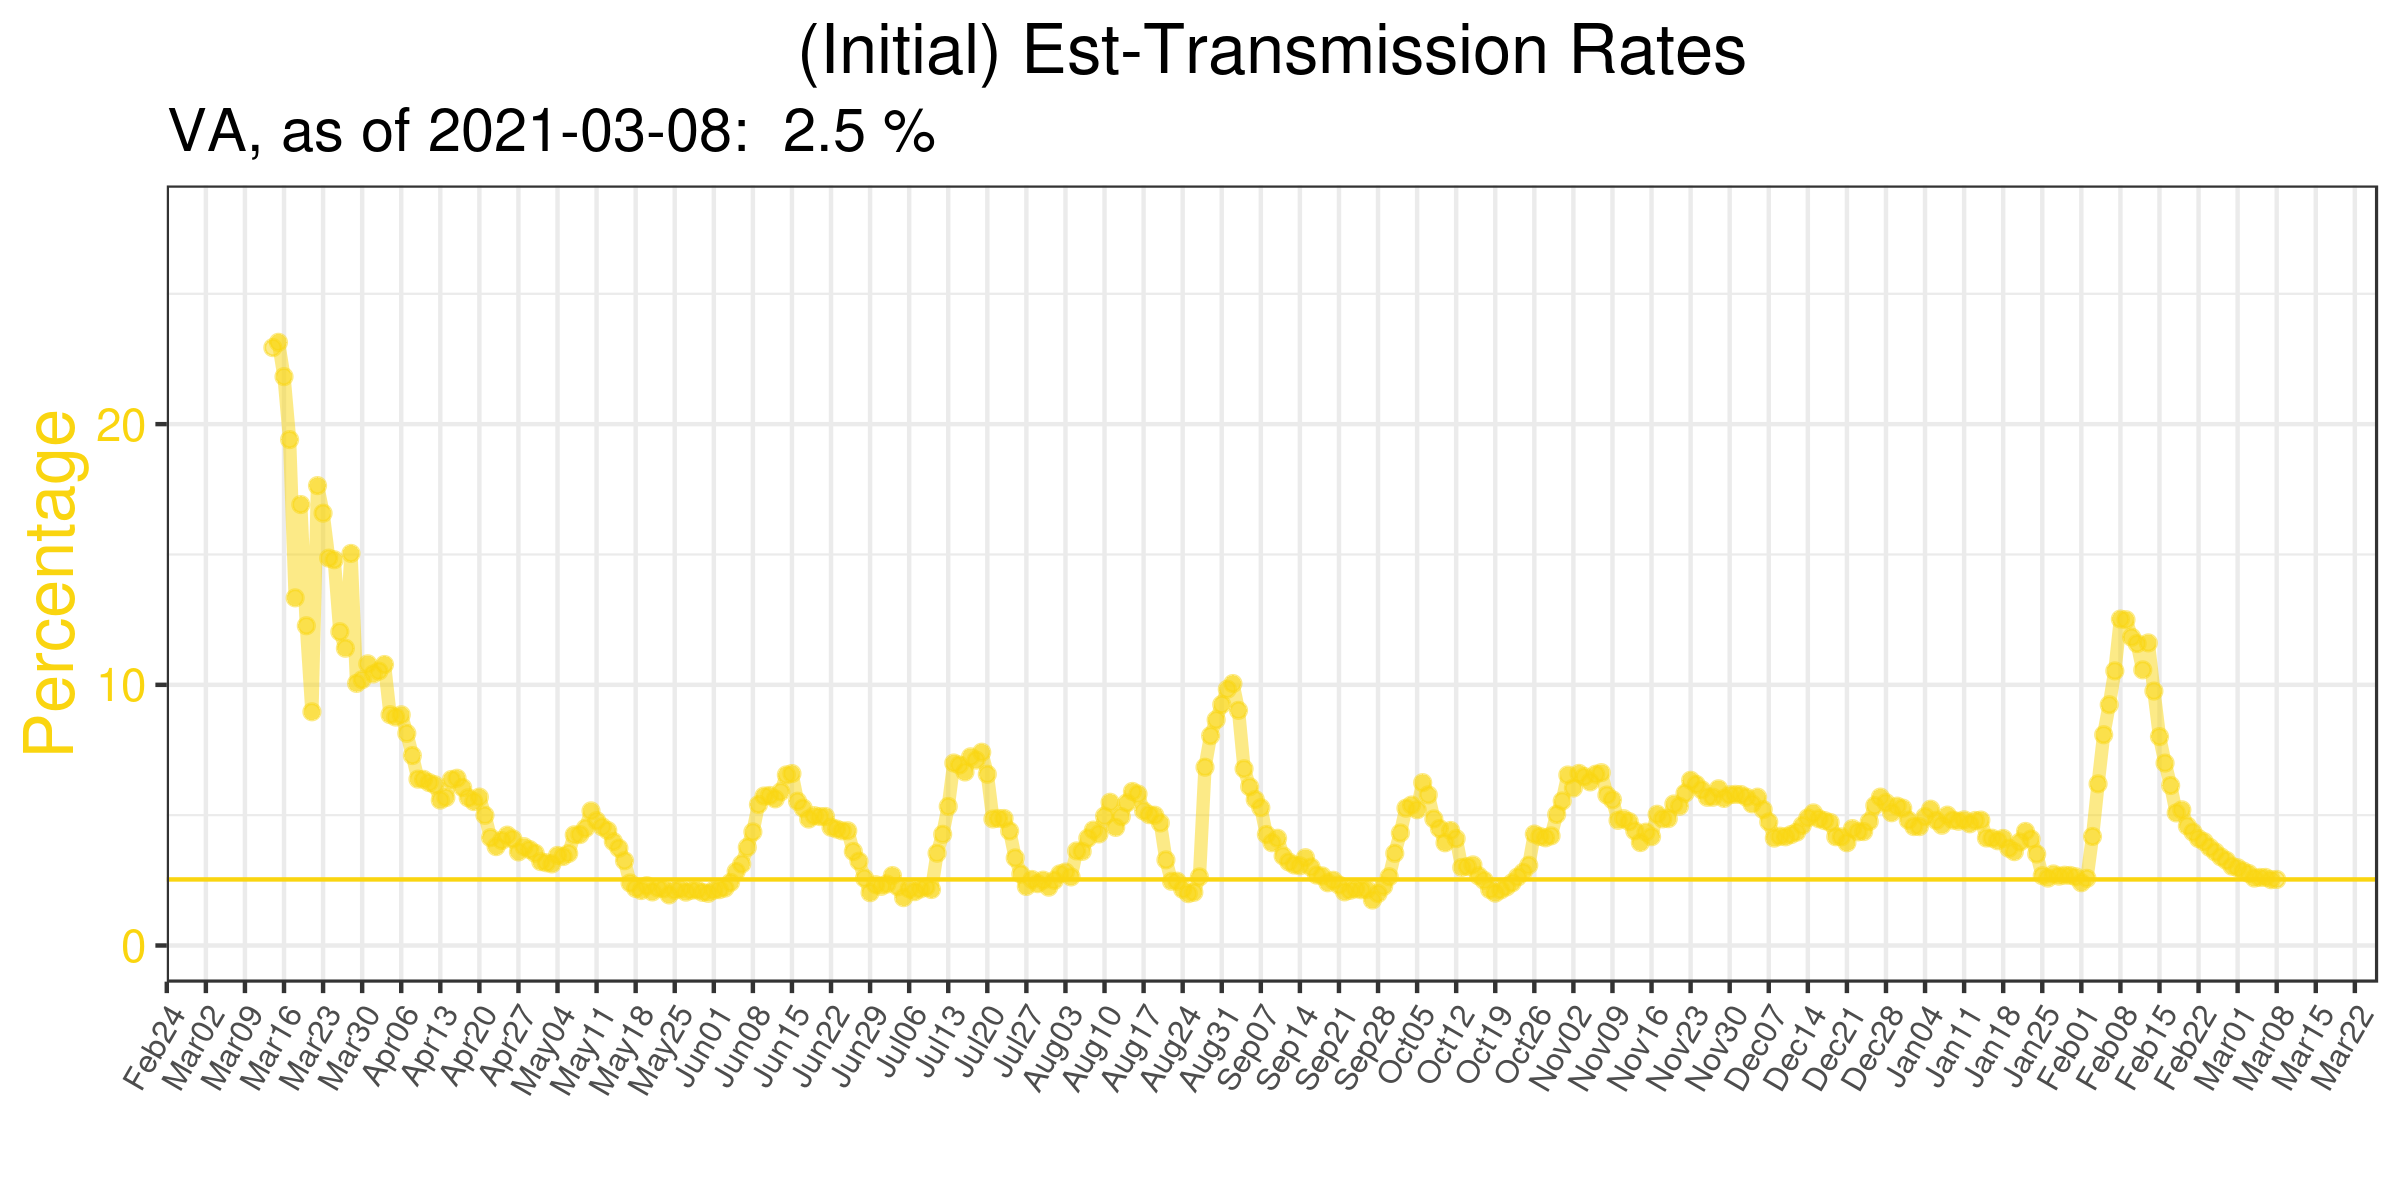 (Initial) Est-Transmission Rates
VA, as of 2021-03-08:  2.5 %
Percentage
20
10
0
Feb24
Mar02
Mar09
Mar16
Mar23
Mar30
Apr06
Apr13
Apr20
Apr27
May04
May11
May18
May25
Jun01
Jun08
Jun15
Jun22
Jun29
Jul06
Jul13
Jul20
Jul27
Aug03
Aug10
Aug17
Aug24
Aug31
Sep07
Sep14
Sep21
Sep28
Oct05
Oct12
Oct19
Oct26
Nov02
Nov09
Nov16
Nov23
Nov30
Dec07
Dec14
Dec21
Dec28
Jan04
Jan11
Jan18
Jan25
Feb01
Feb08
Feb15
Feb22
Mar01
Mar08
Mar15
Mar22